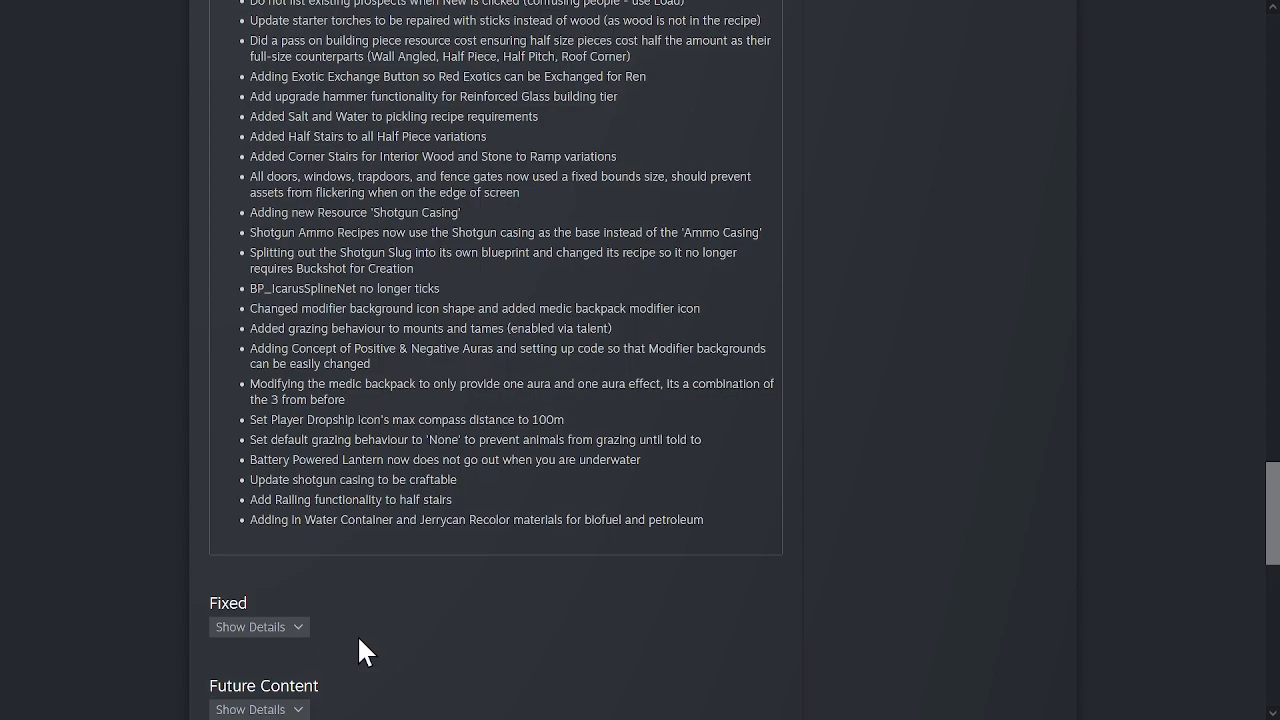 Do not list existing prospects when New is clicked (confusing people - use Load)
Update starter torches to be repaired with sticks instead of wood (as wood is not in the recipe)
Did a pass on building piece resource cost ensuring half size pieces cost half the amount as their
full-size counterparts (Wall Angled, Half Piece, Half Pitch, Roof Corner)
Adding Exotic Exchange Button so Red Exotics can be Exchanged for Ren
Add upgrade hammer functionality for Reinforced Glass building tier
Added Salt and Water to pickling recipe requirements
Added Half Stairs to all Half Piece variations
Added Corner Stairs for Interior Wood and Stone to Ramp variations
All doors, windows, trapdoors, and fence gates now used a fixed bounds size, should prevent
assets from flickering when on the edge of screen
Adding new Resource 'Shotgun Casing'
Shotgun Ammo Recipes now use the Shotgun casing as the base instead of the 'Ammo Casing'
Splitting out the Shotgun Slug into its own blueprint and changed its recipe so it no longer
requires Buckshot for Creation
BP_IcarusSplineNet no longer ticks
Changed modifier background icon shape and added medic backpack modifier icon
Added grazing behaviour to mounts and tames (enabled via talent)
Adding Concept of Positive & Negative Auras and setting up code so that Modifier backgrounds
can be easily changed
Modifying the medic backpack to only provide one aura and one aura effect, its a combination of
the 3 from before
Set Player Dropship Icon's max compass distance to 100m
Set default grazing behaviour to 'None' to prevent animals from grazing until told to
Battery Powered Lantern now does not go out when you are underwater
Update shotgun casing to be craftable
Add Railing functionality to half stairs
Adding in Water Container and Jerrycan Recolor materials for biofuel and petroleum
Fixed
Show Details
Future Content
Show Details